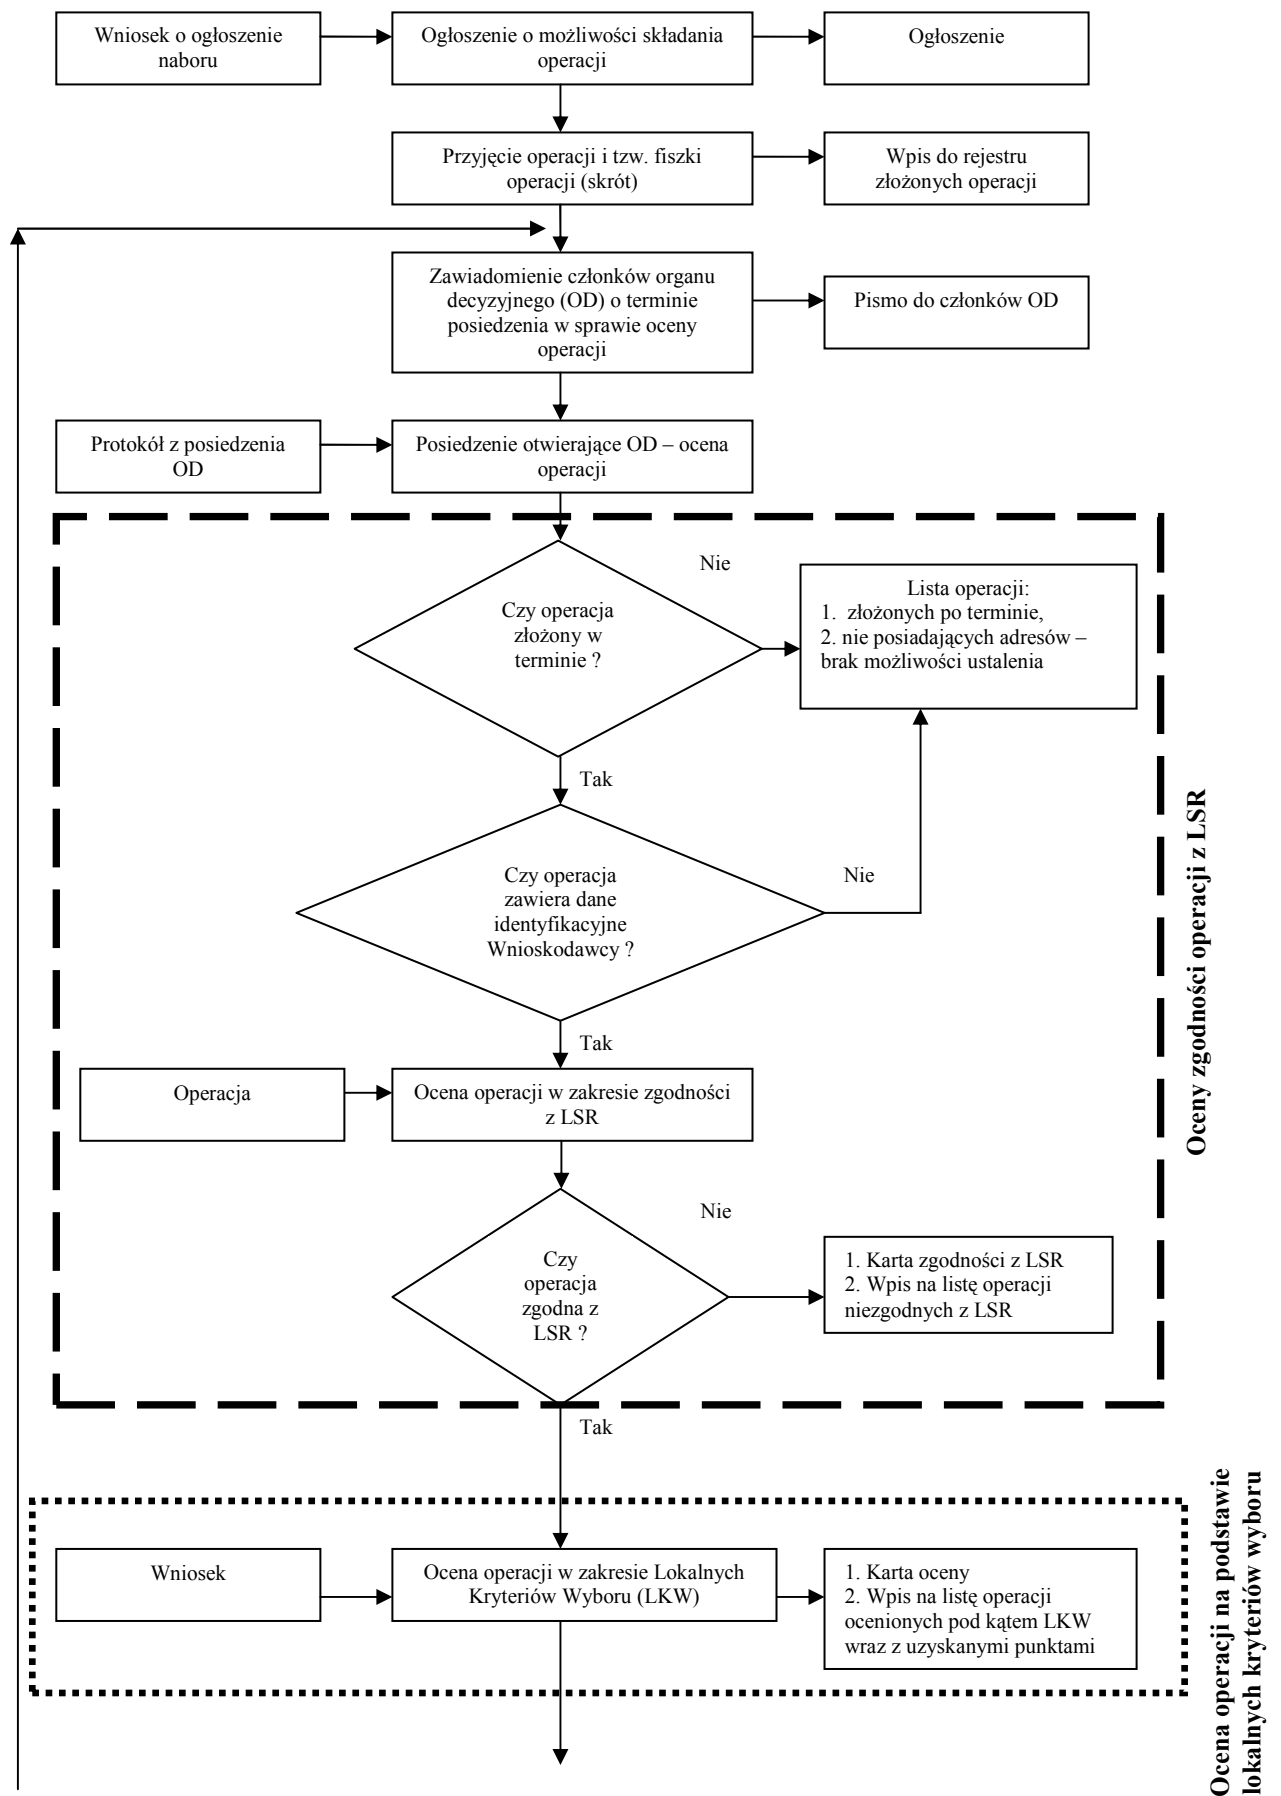 Wniosek o ogłoszenie
naboru
Ogłoszenie o możliwości składania
operacji
Ogłoszenie
Przyjęcie operacji i tzw. fiszki
operacji (skrót)
Wpis do rejestru
złożonych operacji
Zawiadomienie członków organu
decyzyjnego (OD) o terminie
posiedzenia w sprawie oceny
operacji
Pismo do członków OD
Protokół z posiedzenia
OD
Posiedzenie otwierające OD – ocena
operacji
Czy operacja
złożony w
terminie ?
Nie
Lista operacji:
1. złożonych po terminie,
2. nie posiadających adresów –
brak możliwości ustalenia
Tak
Czy operacja
zawiera dane
identyfikacyjne
Wnioskodawcy ?
Nie
Tak
Operacja
Ocena operacji w zakresie zgodności
z LSR
Czy
operacja
zgodna z
LSR ?
Nie
1. Karta zgodności z LSR
2. Wpis na listę operacji
niezgodnych z LSR
Tak
Oceny zgodności operacji z LSR
Wniosek
Ocena operacji w zakresie Lokalnych
Kryteriów Wyboru (LKW)
1. Karta oceny
2. Wpis na listę operacji
ocenionych pod kątem LKW
wraz z uzyskanymi punktami
Ocena operacji na podstawie
lokalnych kryteriów wyboru